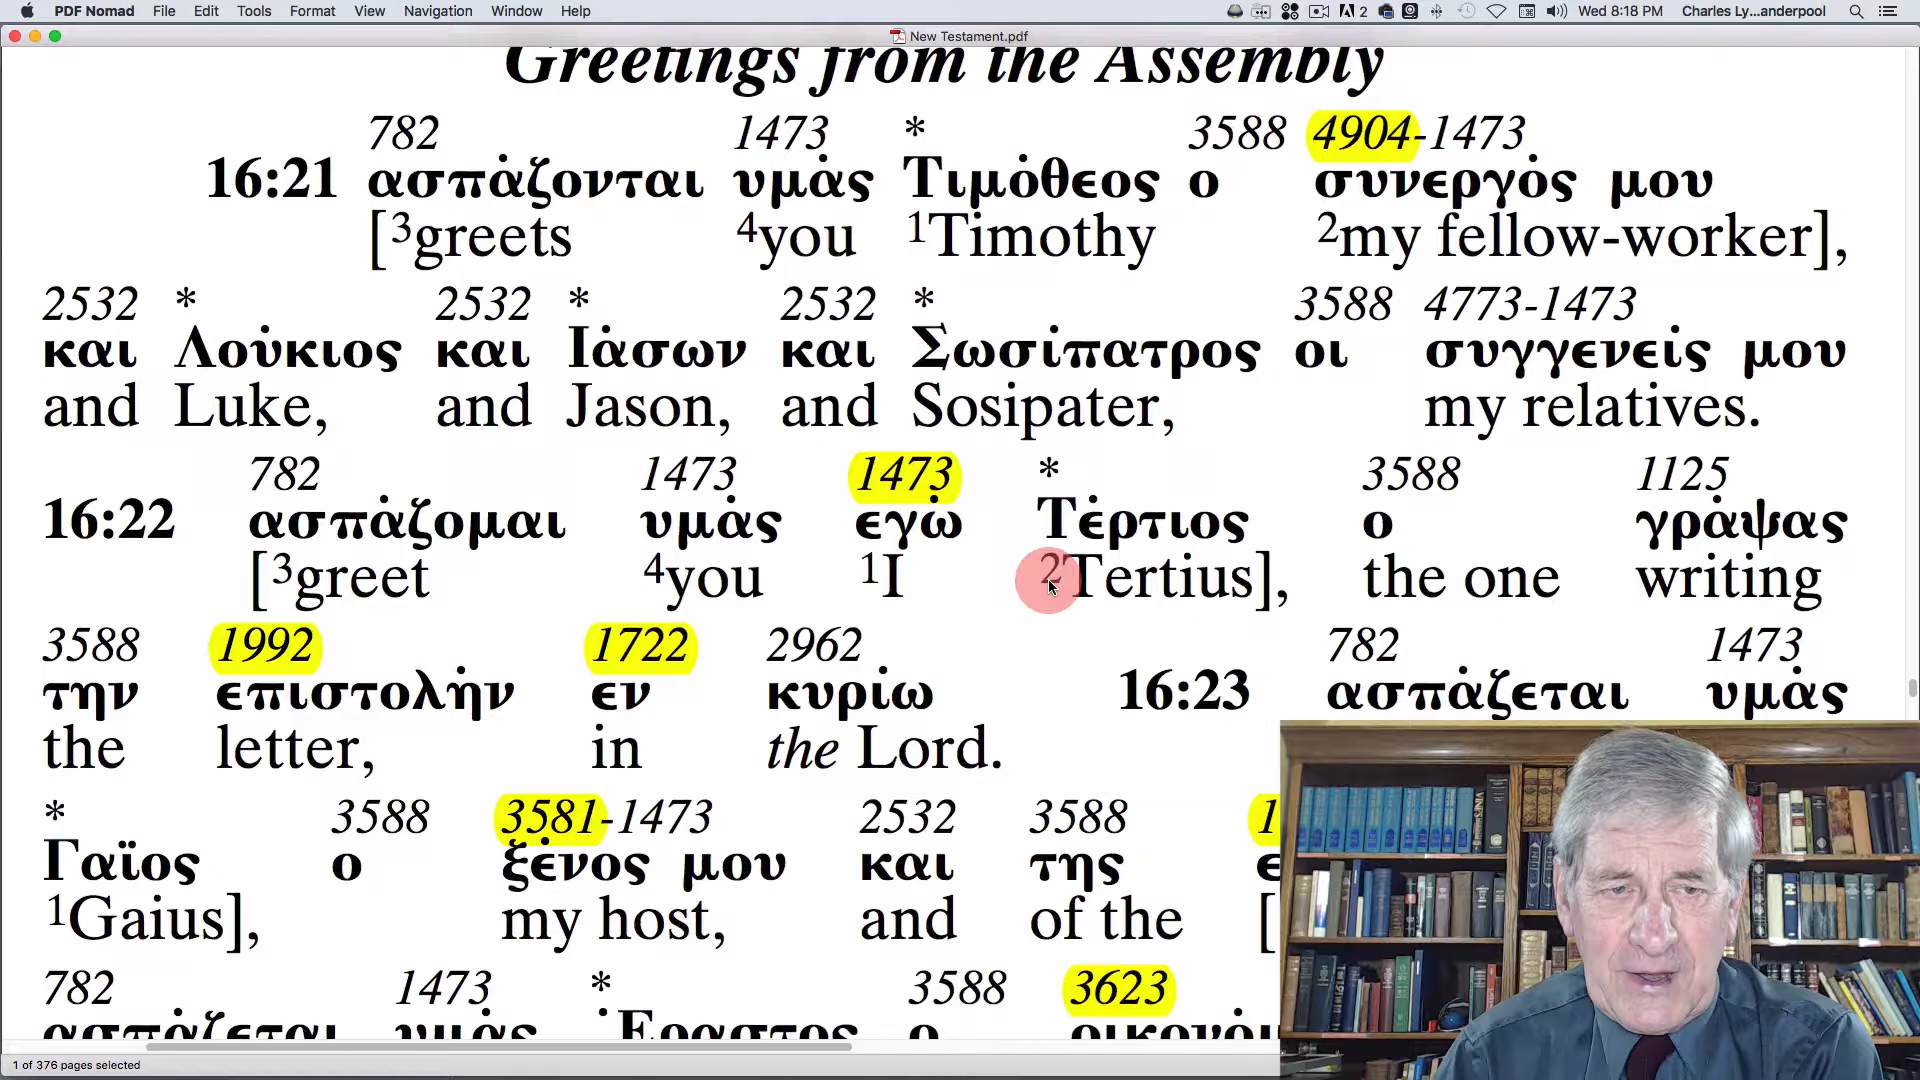 PDF Nomad File Edit Tools Format View Navigation Window Help 2 Wed 8:18 PM Charles Ly...anderpool
New Testament.pdf
Greetings from the Assembly
782 1473 * 3588 4904-1473
16:21 ασπάζονται υμάς Τιμόθεος ο συνεργός μου
[3greets 4you 1Timothy 2my fellow-worker],
2532 * 2532 * 2532 * 3588 4773-1473
και Λούκιος και Ιάσων και Σωσίπατρος οι συγγενείς μου
and Luke, and Jason, and Sosipater, my relatives.
782 1473 1473 * 3588 1125
16:22 ασπάζομαι υμάς εγώ Τέρτιος ο γράψας
[3greet 4you 1I 2Tertius], the one writing
3588 1992 1722 2962 782 1473
την επιστολήν εν κυρίω 16:23 ασπάζεται υμάς
the letter, in the Lord.
* 3588 3581-1473 2532 3588 1
Γαϊος ο ξένος μου και της ε
1Gaius], my host, and of the [
782 1473 * 3588 3623
ασπάζεται υμάς Έραστος ο
1 of 376 pages selected